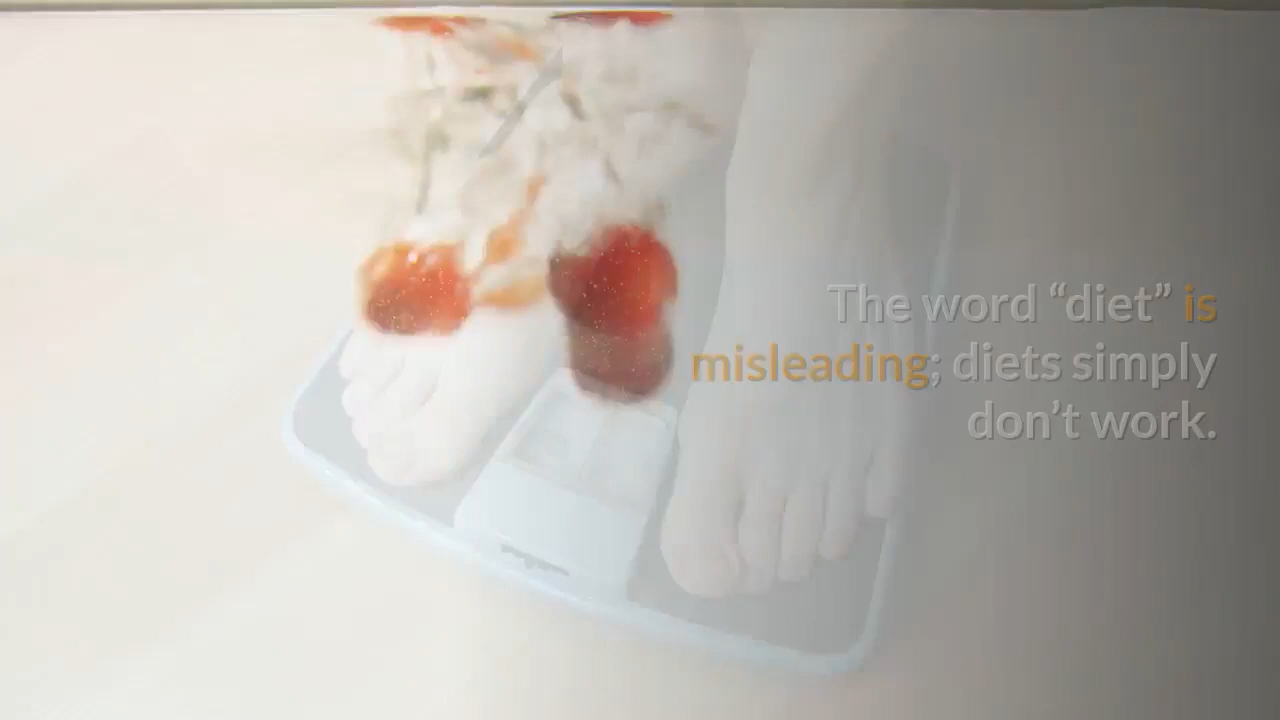 The word “diet” is
misleading; diets simply
don’t work.